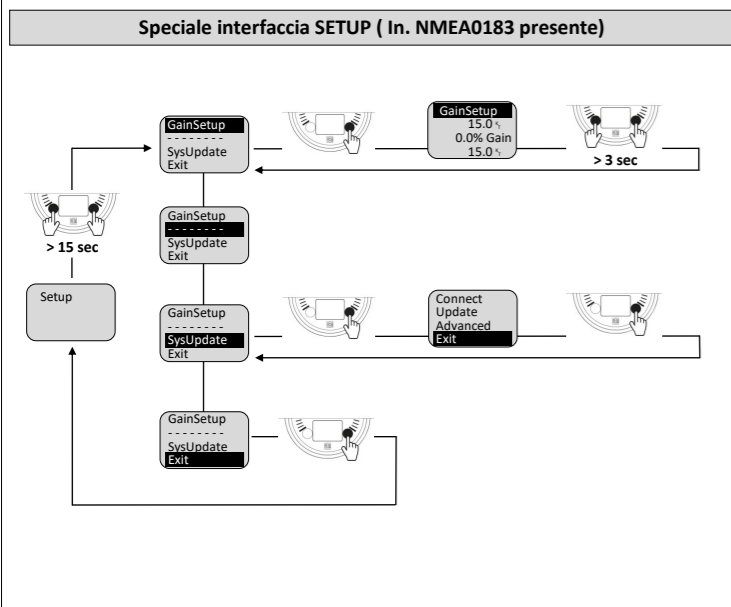 Speciale interfaccia SETUP ( In. NMEA0183 presente)
GainSetup
- - - - - - - -
SysUpdate
Exit
GainSetup
15.0
0.0% Gain
15.0
> 3 sec
> 15 sec
GainSetup
- - - - - - - -
SysUpdate
Exit
Setup
GainSetup
- - - - - - - -
SysUpdate
Exit
Connect
Update
Advanced
Exit
GainSetup
- - - - - - - -
SysUpdate
Exit